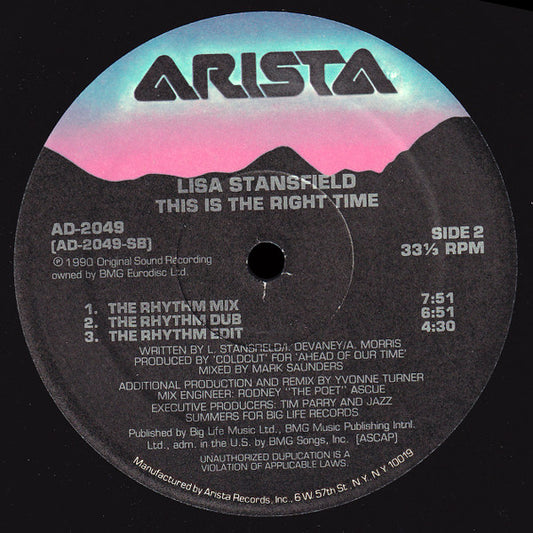 ARISTA
LISA STANSFIELD
THIS IS THE RIGHT TIME
AD-2049
(AD-2049-SB)
℗ 1990 Original Sound Recording
owned by BMG Eurodisc Ltd.
SIDE 2
33⅓ RPM
1. THE RHYTHM MIX 7:51
2. THE RHYTHM DUB 6:51
3. THE RHYTHM EDIT 4:30
WRITTEN BY L. STANSFIELD/I. DEVANEY/A. MORRIS
PRODUCED BY 'COLDCUT' FOR 'AHEAD OF OUR TIME'
MIXED BY MARK SAUNDERS
ADDITIONAL PRODUCTION AND REMIX BY YVONNE TURNER
MIX ENGINEER: RODNEY "THE POET" ASCUE
EXECUTIVE PRODUCERS: TIM PARRY AND JAZZ
SUMMERS FOR BIG LIFE RECORDS
Published by Big Life Music Ltd., BMG Music Publishing Intnl.
Ltd., adm. in the U.S. by BMG Songs, Inc. (ASCAP)
UNAUTHORIZED DUPLICATION IS A
VIOLATION OF APPLICABLE LAWS.
Manufactured by Arista Records, Inc., 6 W. 57th St., N.Y., N.Y. 10019